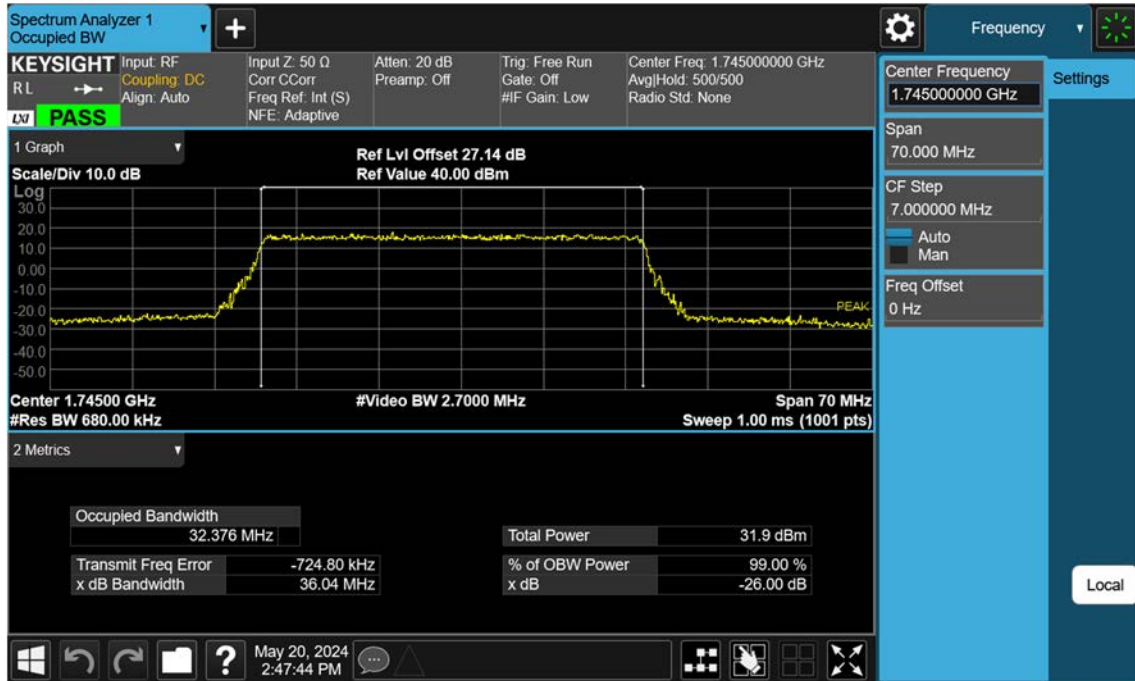 Spectrum Analyzer 1
Occupied BW
+
Frequency
KEYSIGHT
R L
LXI
PASS
Input: RF
Coupling: DC
Align: Auto
Input Z: 50 Ω
Corr CCorr
Freq Ref: Int (S)
NFE: Adaptive
Atten: 20 dB
Preamp: Off
Trig: Free Run
Gate: Off
#IF Gain: Low
Center Freq: 1.745000000 GHz
Avg|Hold: 500/500
Radio Std: None
Center Frequency
1.745000000 GHz
Settings
Span
70.000 MHz
CF Step
7.000000 MHz
Auto
Man
Freq Offset
0 Hz
Local
1 Graph
Scale/Div 10.0 dB
Ref Lvl Offset 27.14 dB
Ref Value 40.00 dBm
Log
30.0
20.0
10.0
0.00
-10.0
-20.0
-30.0
-40.0
-50.0
PEAK
Center 1.74500 GHz
#Res BW 680.00 kHz
#Video BW 2.7000 MHz
Span 70 MHz
Sweep 1.00 ms (1001 pts)
2 Metrics
Occupied Bandwidth
32.376 MHz
Total Power 31.9 dBm
Transmit Freq Error -724.80 kHz
x dB Bandwidth 36.04 MHz
% of OBW Power 99.00 %
x dB -26.00 dB
?
May 20, 2024
2:47:44 PM